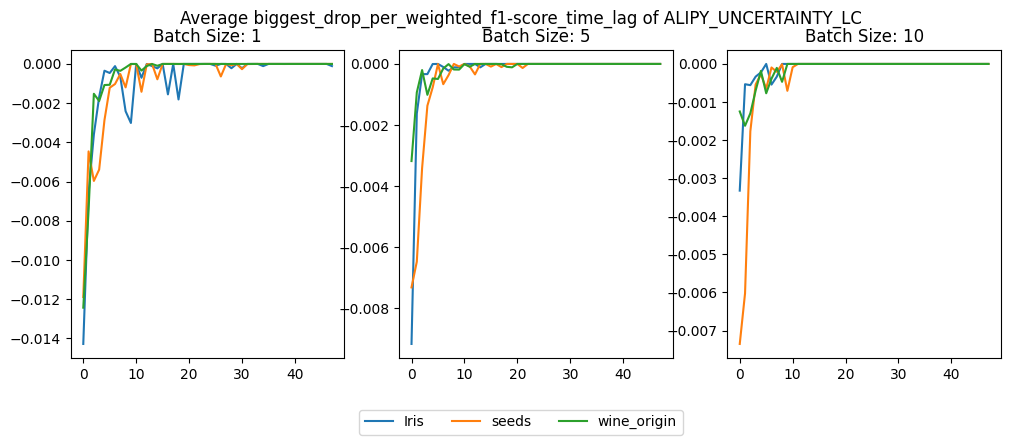 Average biggest_drop_per_weighted_f1-score_time_lag of ALIPY_UNCERTAINTY_LC
Batch Size: 1
0.000
−0.002
−0.004
−0.006
−0.008
−0.010
−0.012
−0.014
0 10 20 30 40
Batch Size: 5
0.000
−0.002
−0.004
−0.006
−0.008
0 10 20 30 40
Batch Size: 10
0.000
−0.001
−0.002
−0.003
−0.004
−0.005
−0.006
−0.007
0 10 20 30 40
Iris seeds wine_origin